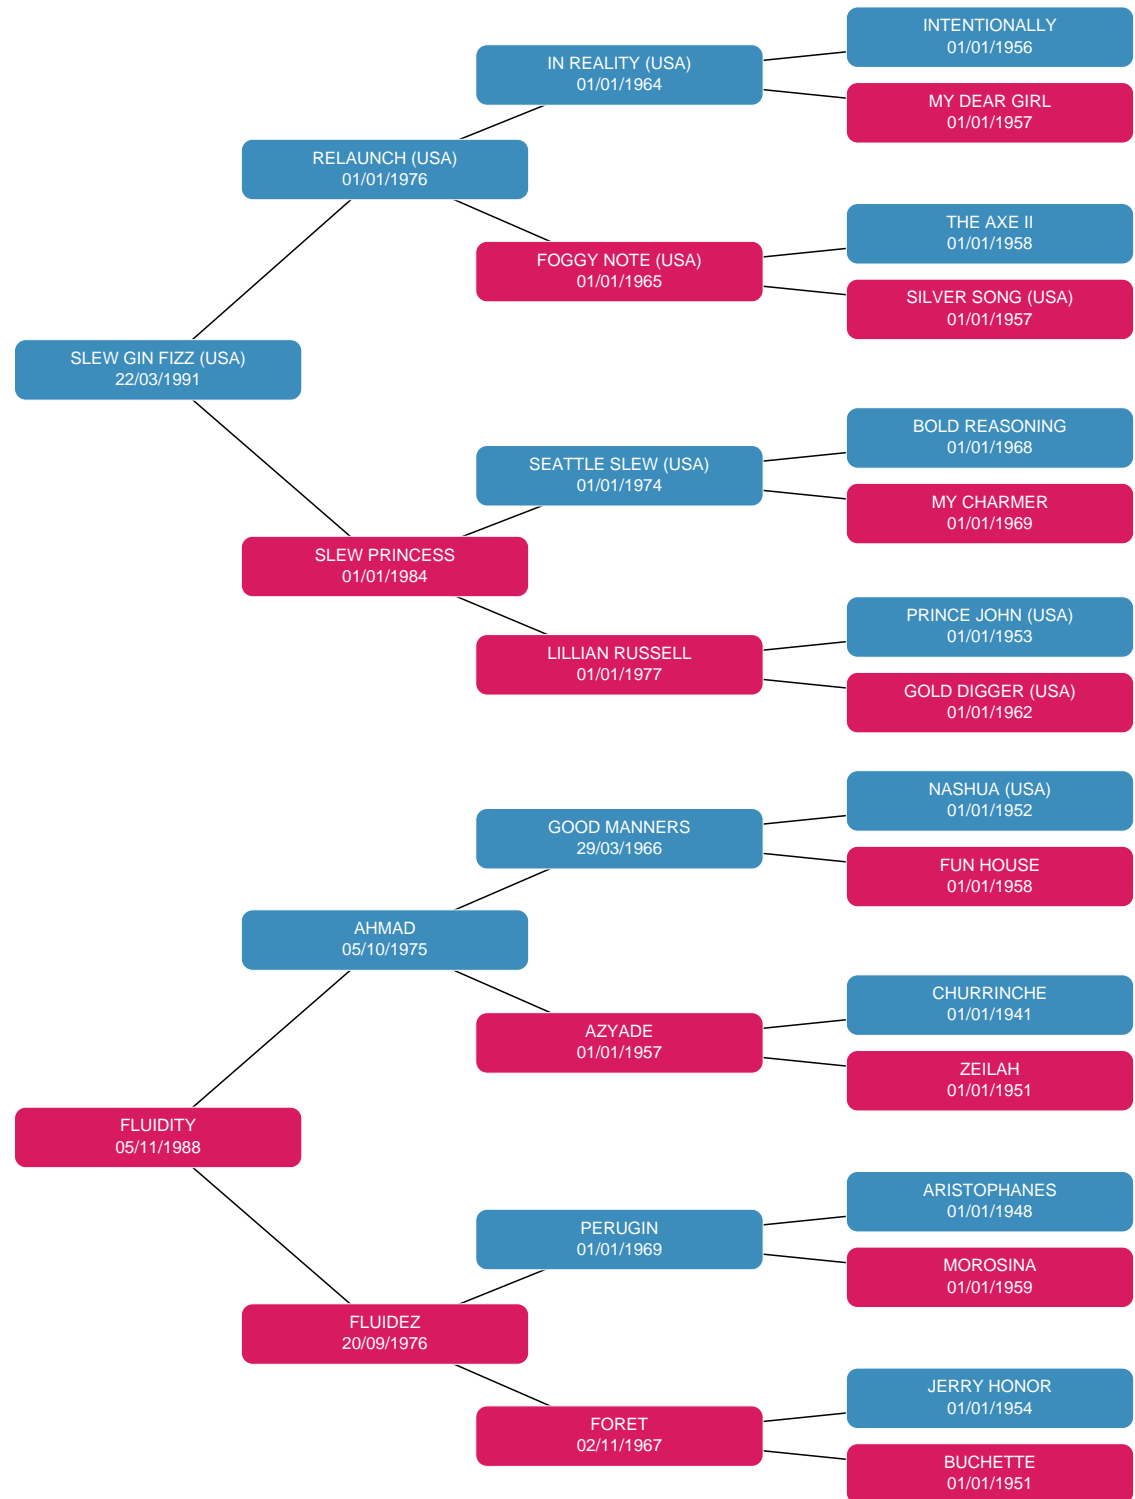 INTENTIONALLY
01/01/1956
IN REALITY (USA)
01/01/1964
MY DEAR GIRL
01/01/1957
RELAUNCH (USA)
01/01/1976
THE AXE II
01/01/1958
FOGGY NOTE (USA)
01/01/1965
SILVER SONG (USA)
01/01/1957
SLEW GIN FIZZ (USA)
22/03/1991
BOLD REASONING
01/01/1968
SEATTLE SLEW (USA)
01/01/1974
MY CHARMER
01/01/1969
SLEW PRINCESS
01/01/1984
PRINCE JOHN (USA)
01/01/1953
LILLIAN RUSSELL
01/01/1977
GOLD DIGGER (USA)
01/01/1962
NASHUA (USA)
01/01/1952
GOOD MANNERS
29/03/1966
FUN HOUSE
01/01/1958
AHMAD
05/10/1975
CHURRINCHE
01/01/1941
AZYADE
01/01/1957
ZEILAH
01/01/1951
FLUIDITY
05/11/1988
ARISTOPHANES
01/01/1948
PERUGIN
01/01/1969
MOROSINA
01/01/1959
FLUIDEZ
20/09/1976
JERRY HONOR
01/01/1954
FORET
02/11/1967
BUCHETTE
01/01/1951